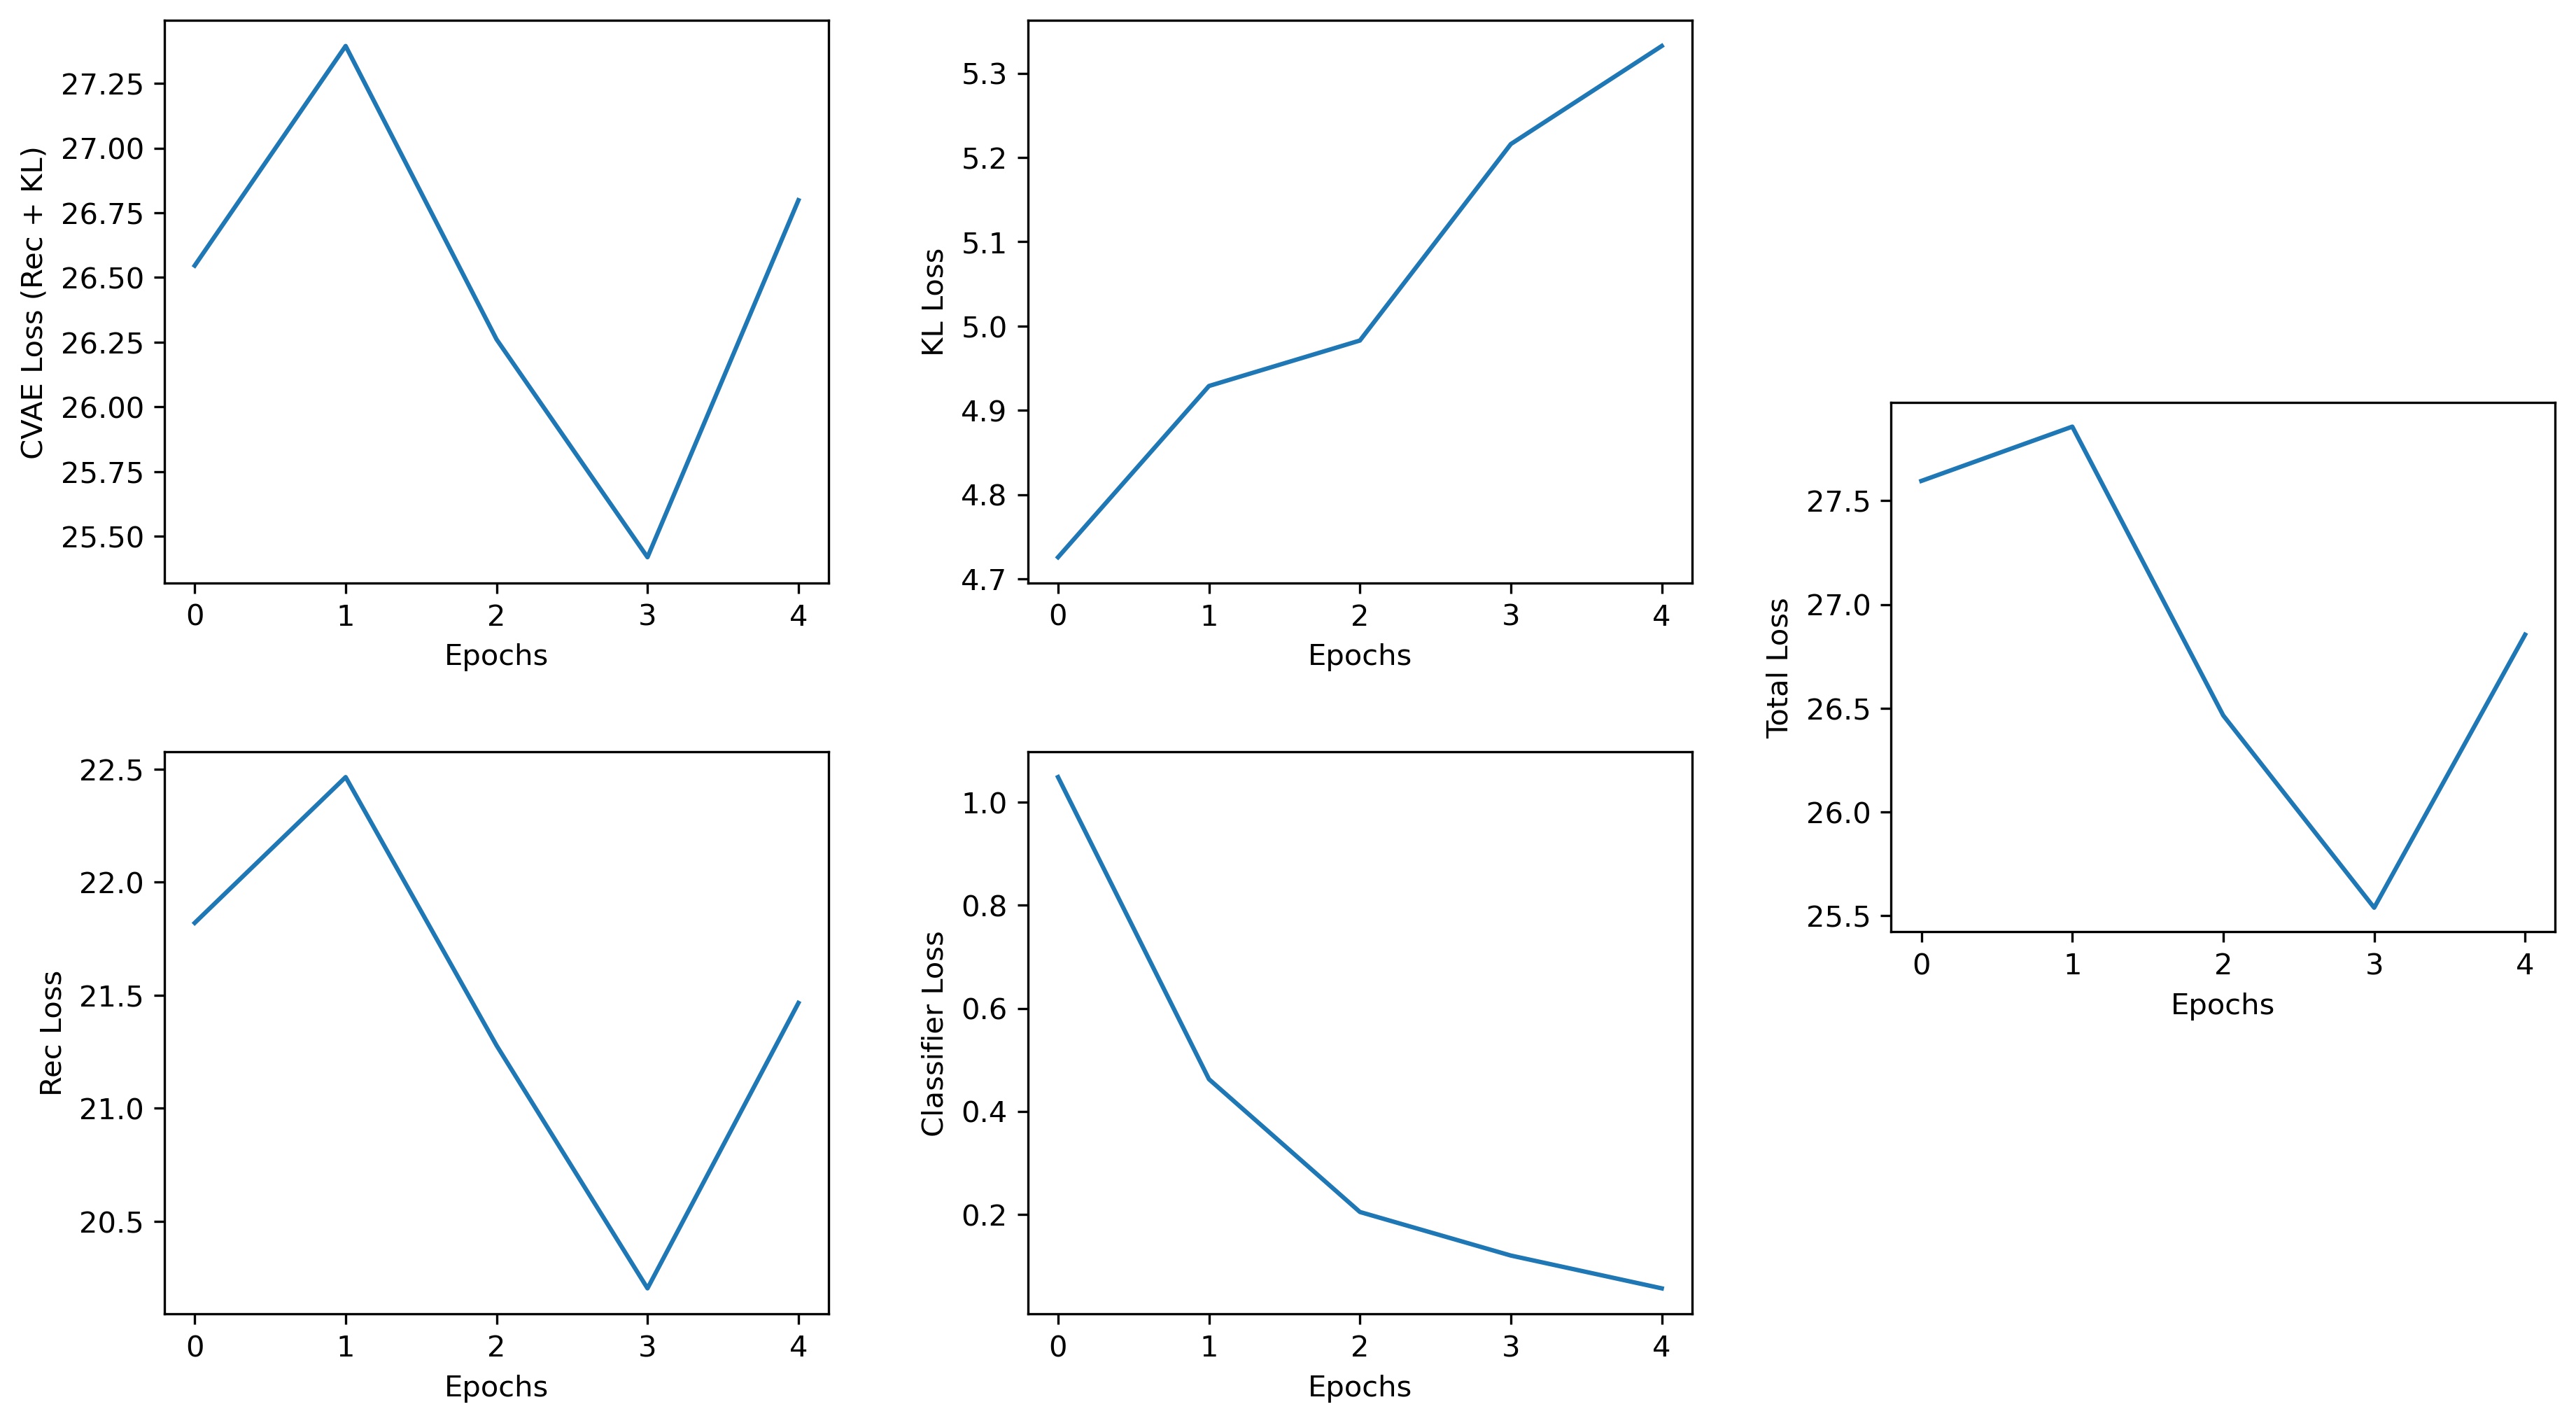 CVAE Loss (Rec + KL)
27.25
27.00
26.75
26.50
26.25
26.00
25.75
25.50
0 1 2 3 4
Epochs
KL Loss
5.3
5.2
5.1
5.0
4.9
4.8
4.7
0 1 2 3 4
Epochs
Rec Loss
22.5
22.0
21.5
21.0
20.5
0 1 2 3 4
Epochs
Classifier Loss
1.0
0.8
0.6
0.4
0.2
0 1 2 3 4
Epochs
Total Loss
27.5
27.0
26.5
26.0
25.5
0 1 2 3 4
Epochs